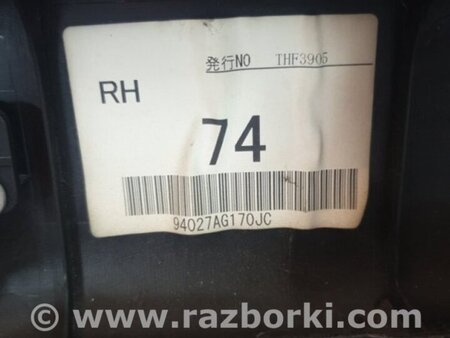 発行NO THF3905
RH
74
94027AG170JC
© www.razborki.com